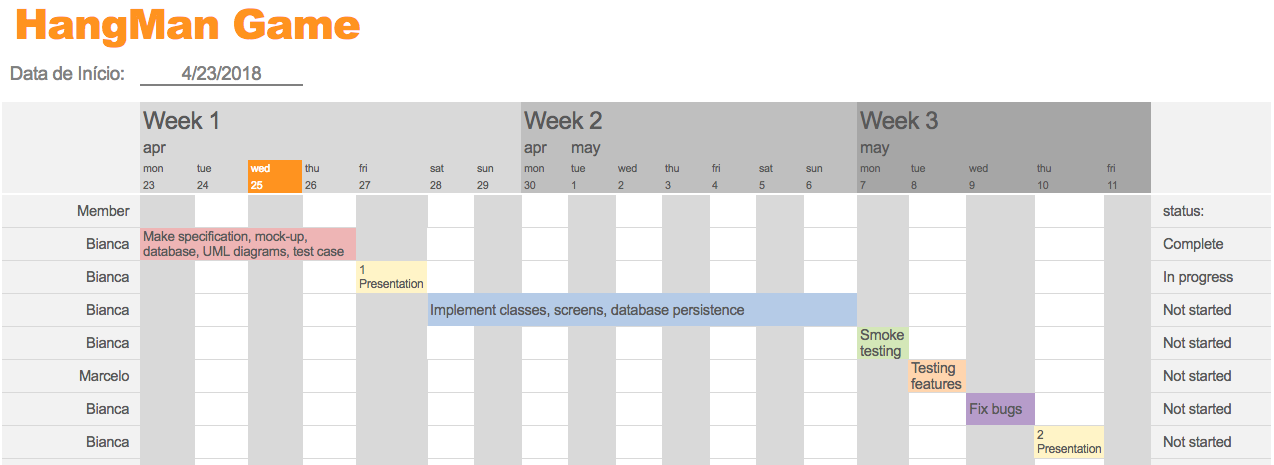 HangMan Game
Data de Início: 4/23/2018
Week 1 Week 2 Week 3
apr apr may may
mon tue wed thu fri sat sun mon tue wed thu fri sat sun mon tue wed thu fri
23 24 25 26 27 28 29 30 1 2 3 4 5 6 7 8 9 10 11
Member status:
Bianca Make specification, mock-up, database, UML diagrams, test case Complete
Bianca 1 Presentation In progress
Bianca Implement classes, screens, database persistence Not started
Bianca Smoke testing Not started
Marcelo Testing features Not started
Bianca Fix bugs Not started
Bianca 2 Presentation Not started